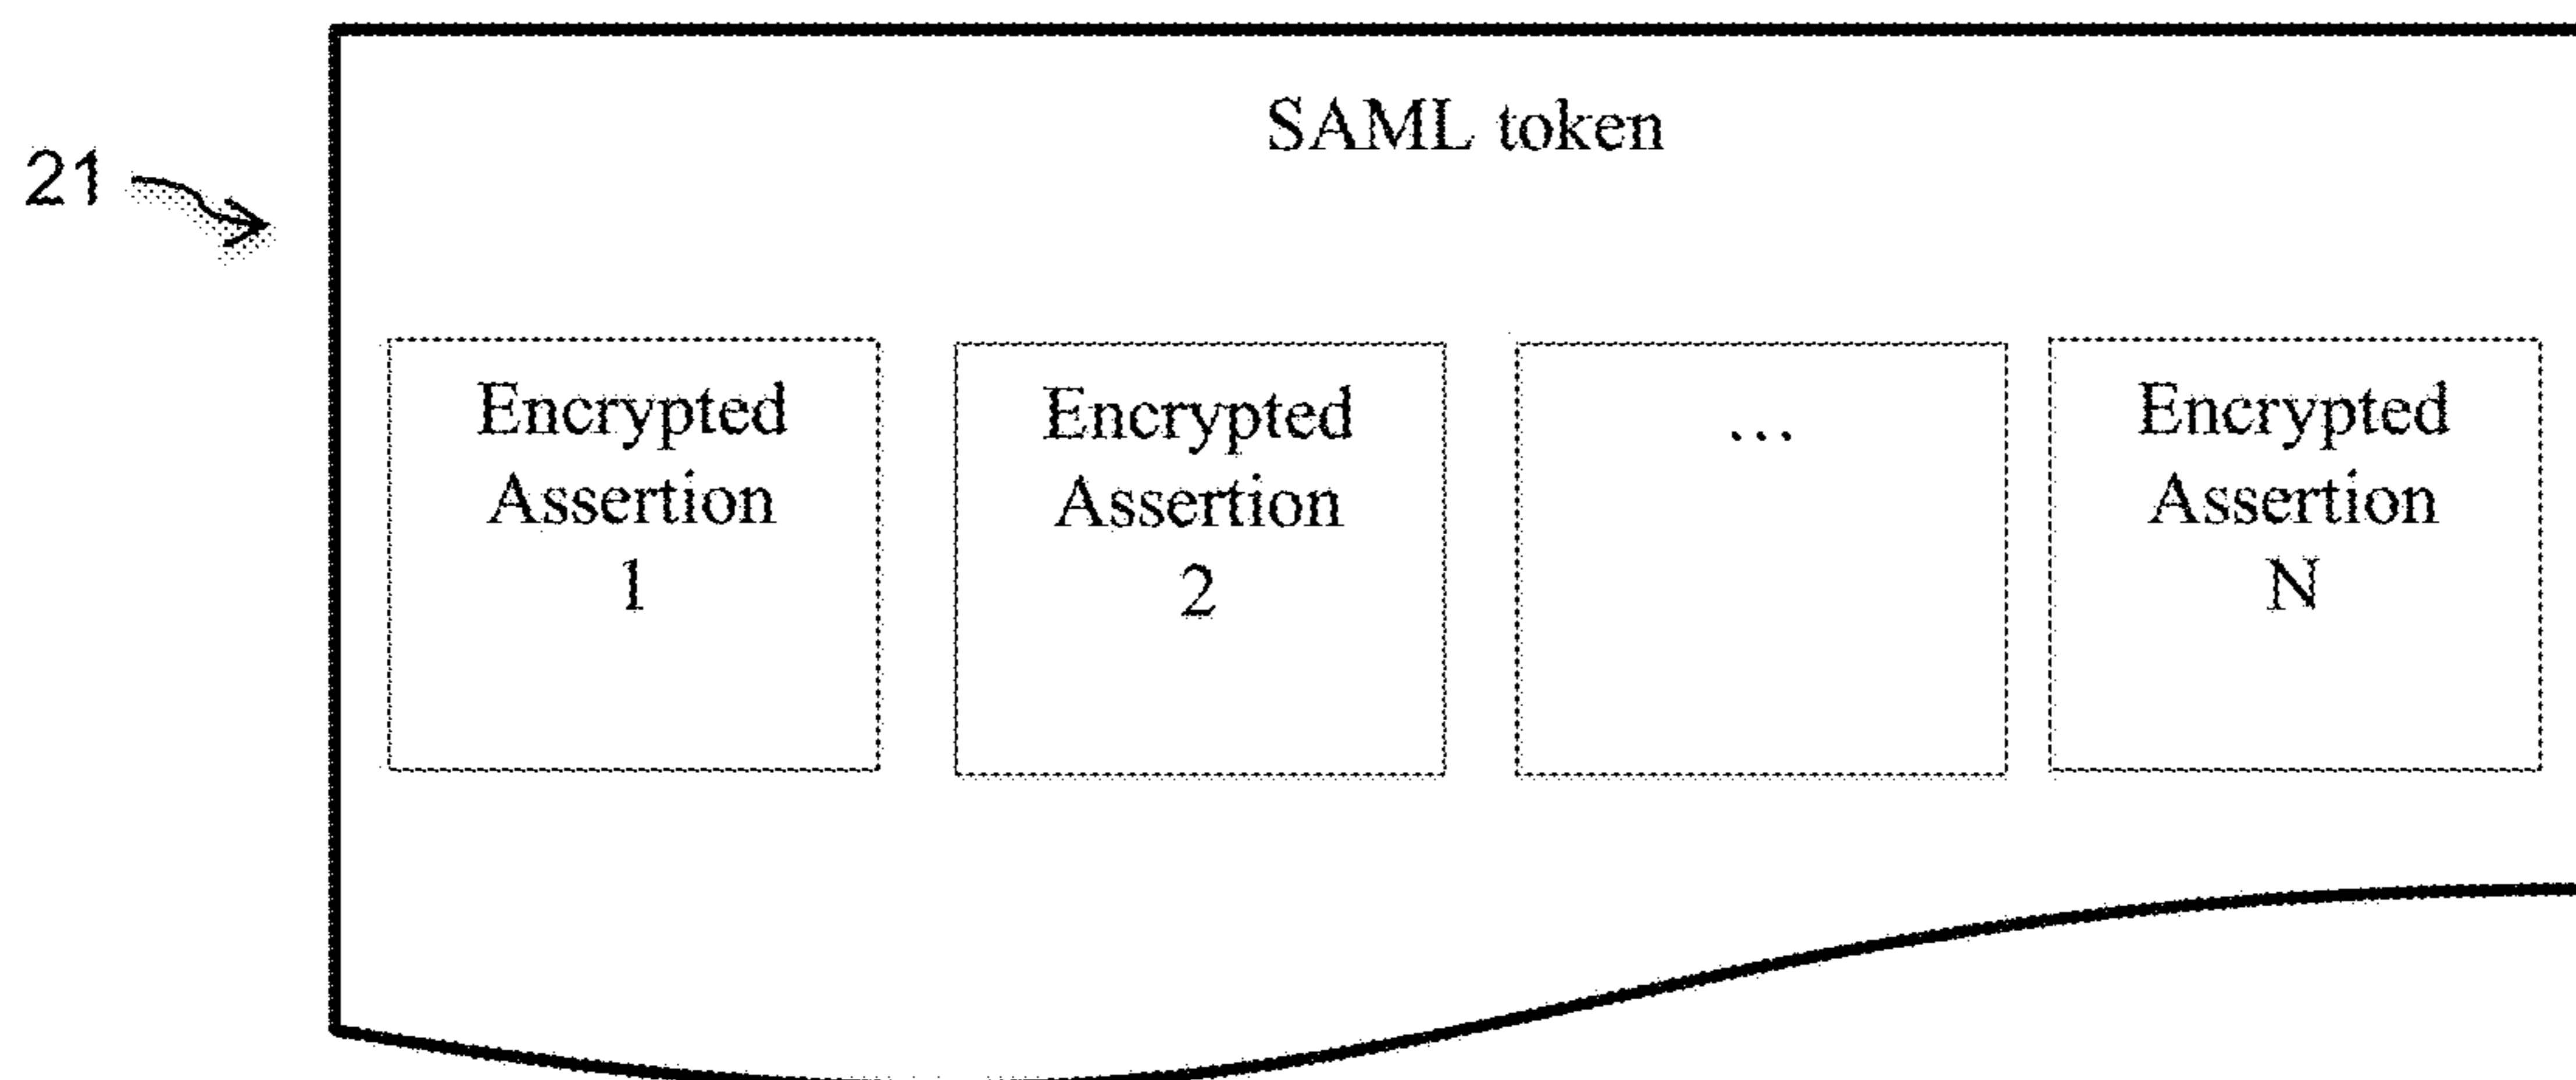 SAML token
21
Encrypted
Assertion
1
Encrypted
Assertion
2
...
Encrypted
Assertion
N